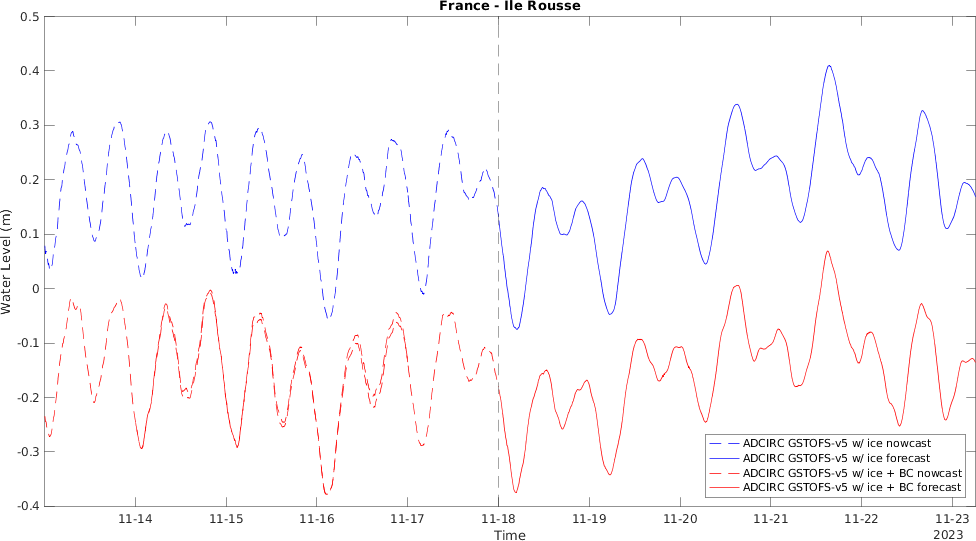 France - Ile Rousse
Water Level (m)
0.5
0.4
0.3
0.2
0.1
0
-0.1
-0.2
-0.3
-0.4
11-14 11-15 11-16 11-17 11-18 11-19 11-20 11-21 11-22 11-23
Time 2023
ADCIRC GSTOFS-v5 w/ ice nowcast
ADCIRC GSTOFS-v5 w/ ice forecast
ADCIRC GSTOFS-v5 w/ ice + BC nowcast
ADCIRC GSTOFS-v5 w/ ice + BC forecast